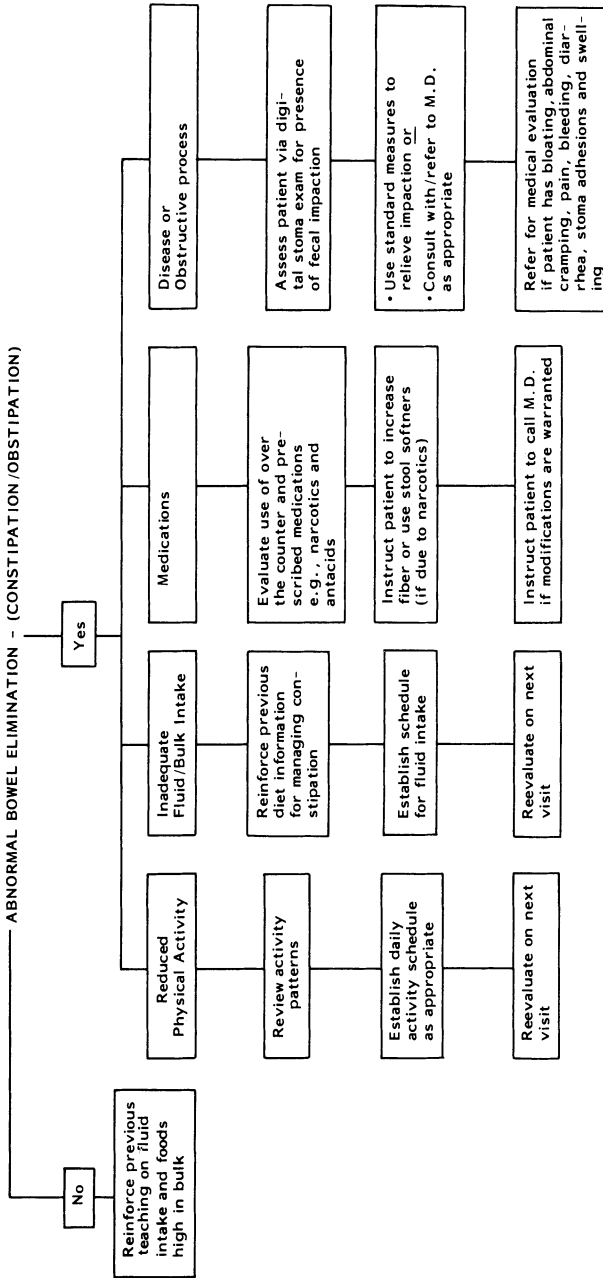 ABNORMAL BOWEL ELIMINATION - (CONSTIPATION/OBSTIPATION)
No
Reinforce previous
teaching on fluid
intake and foods
high in bulk
Yes
Reduced
Physical Activity
Review activity
patterns
Establish daily
activity schedule
as appropriate
Reevaluate on next
visit
Inadequate
Fluid/Bulk Intake
Reinforce previous
diet information
for managing con-
stipation
Establish schedule
for fluid intake
Reevaluate on next
visit
Medications
Evaluate use of over
the counter and pre-
scribed medications
e.g., narcotics and
antacids
Instruct patient to increase
fiber or use stool softners
(if due to narcotics)
Instruct patient to call M.D.
if modifications are warranted
Disease or
Obstructive process
Assess patient via digi-
tal stoma exam for presence
of fecal impaction
• Use standard measures to
relieve impaction or
• Consult with/refer to M.D.
as appropriate
Refer for medical evaluation
if patient has bloating, abdominal
cramping, pain, bleeding, diar-
rhea, stoma adhesions and swell-
ing